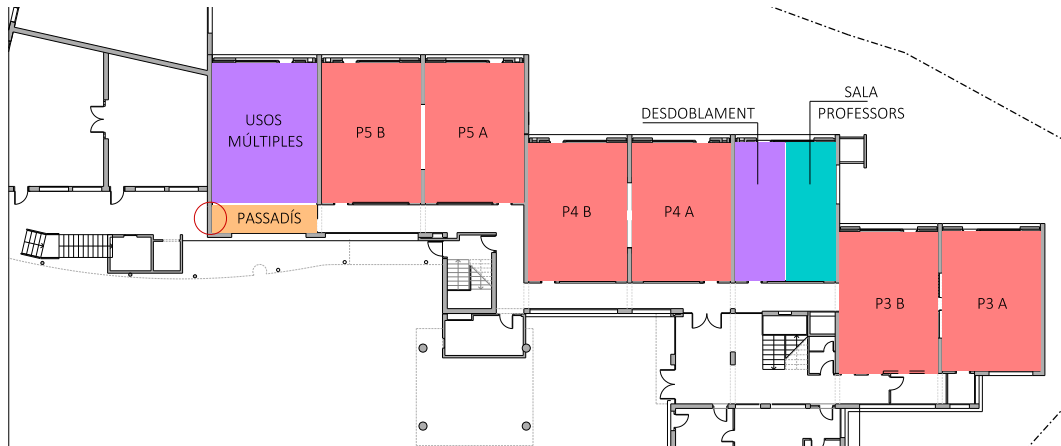 SALA
PROFESSORS
DESDOBLAMENT
USOS
MÚLTIPLES
P5 B
P5 A
PASSADÍS
P4 B
P4 A
P3 B
P3 A